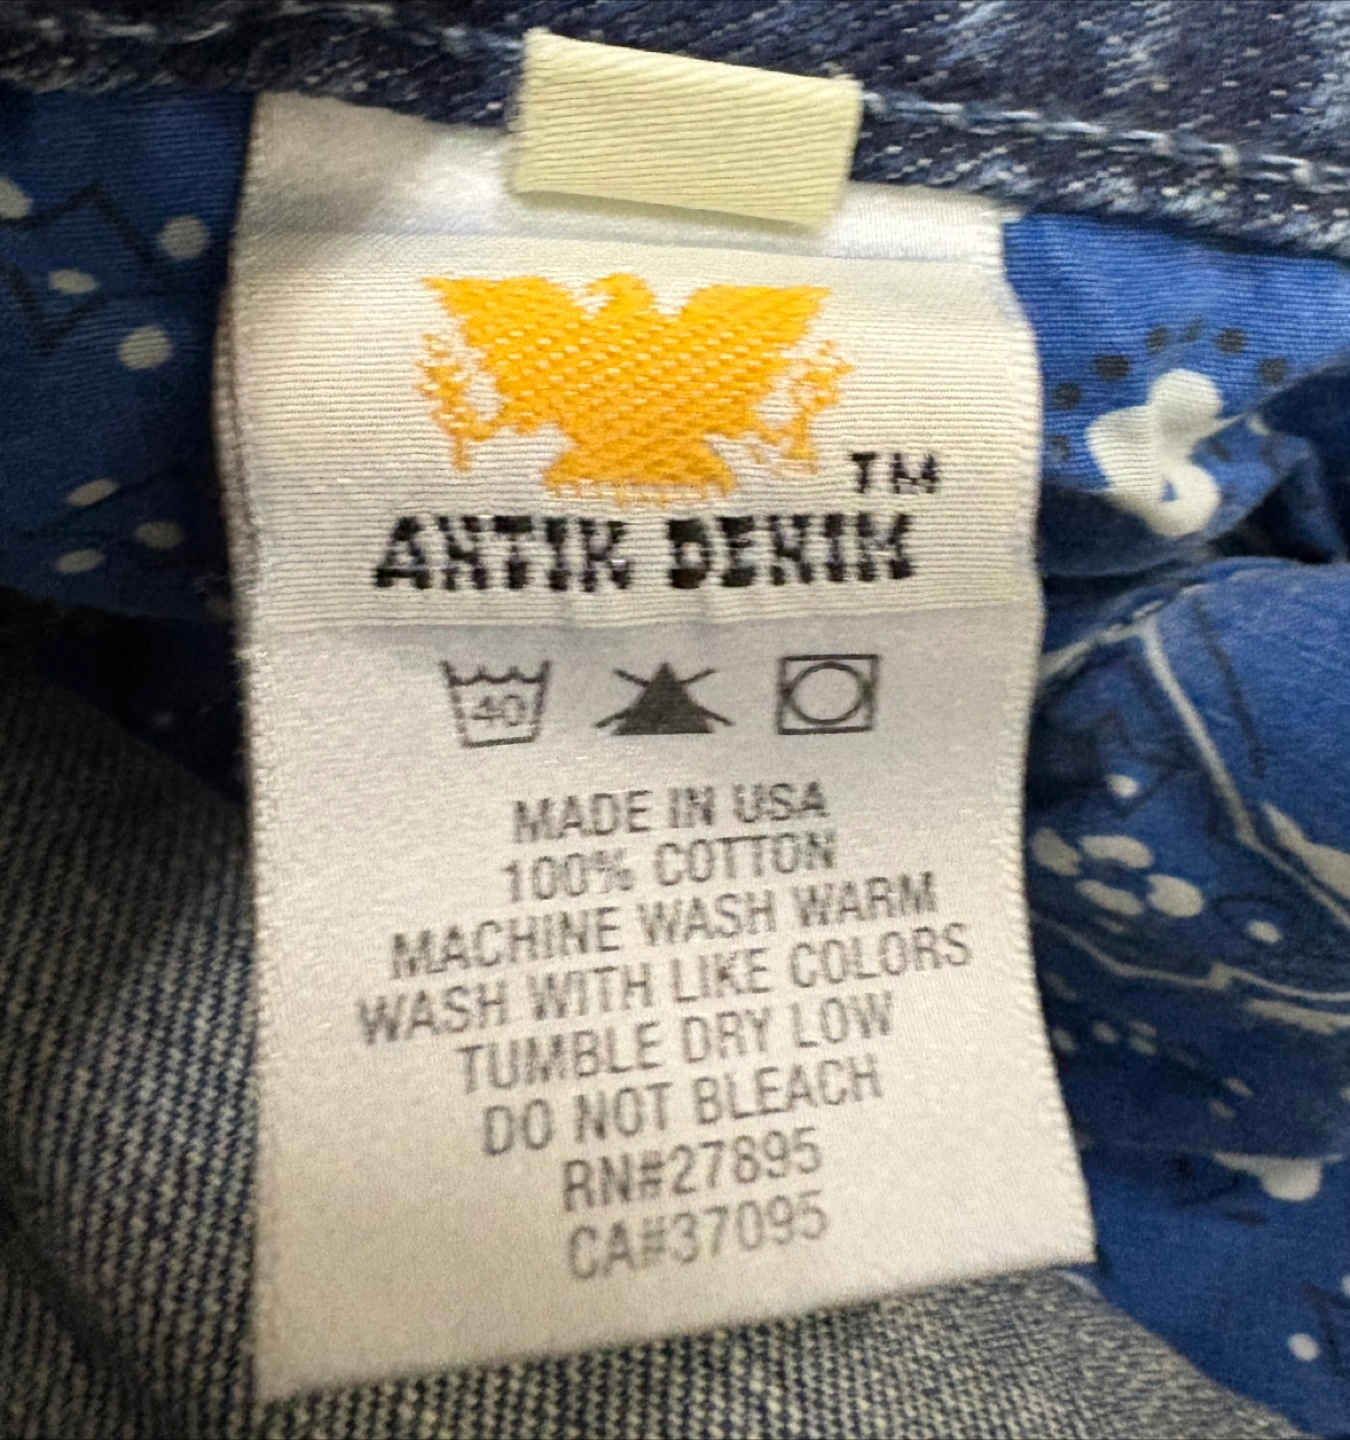 TM
ANTIK DENIM
40
MADE IN USA
100% COTTON
MACHINE WASH WARM
WASH WITH LIKE COLORS
TUMBLE DRY LOW
DO NOT BLEACH
RN#27895
CA#37095